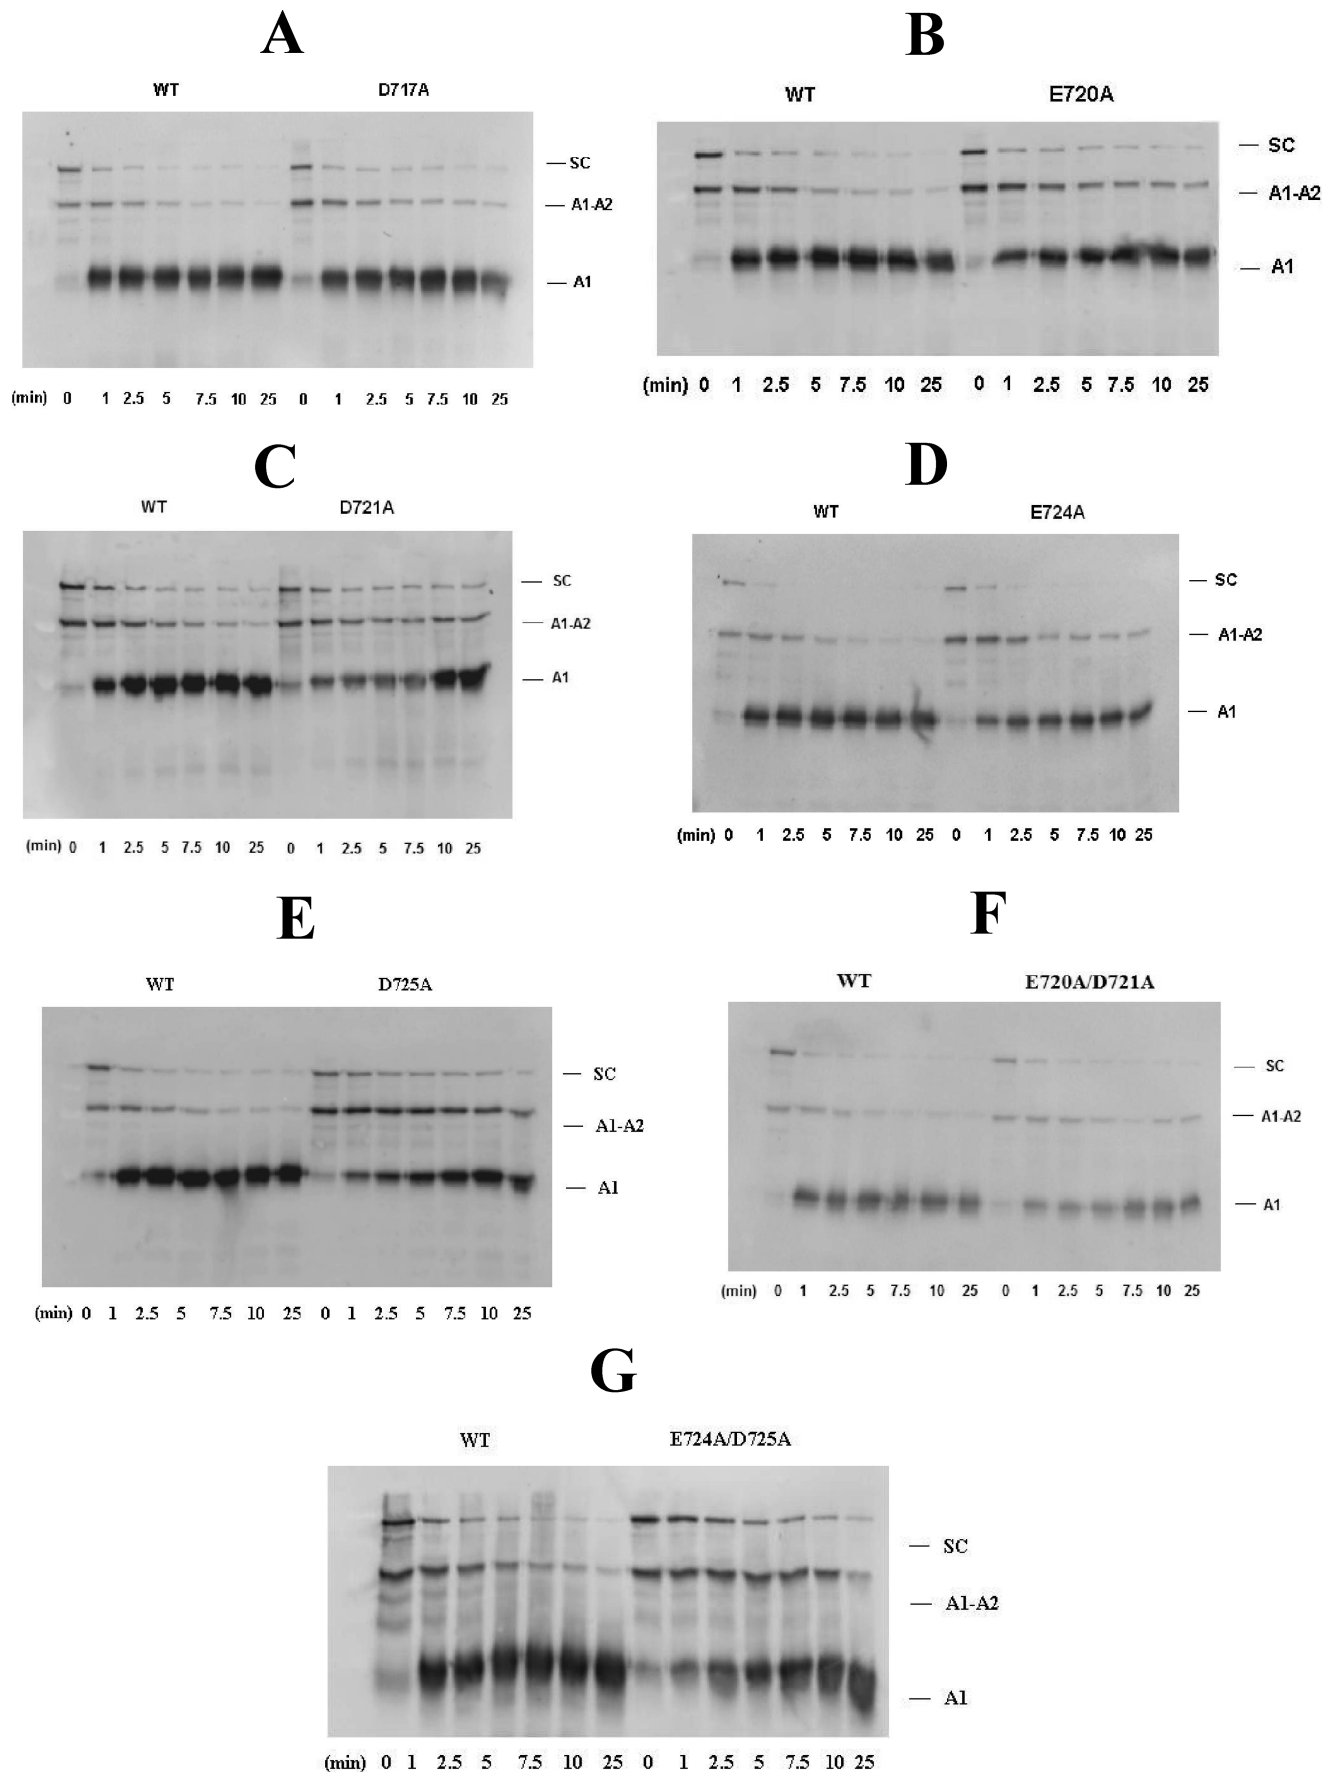 A
WT D717A
SC
A1-A2
A1
(min) 0 1 2.5 5 7.5 10 25 0 1 2.5 5 7.5 10 25
B
WT E720A
SC
A1-A2
A1
(min) 0 1 2.5 5 7.5 10 25 0 1 2.5 5 7.5 10 25
C
WT D721A
SC
A1-A2
A1
(min) 0 1 2.5 5 7.5 10 25 0 1 2.5 5 7.5 10 25
D
WT E724A
SC
A1-A2
A1
(min) 0 1 2.5 5 7.5 10 25 0 1 2.5 5 7.5 10 25
E
WT D725A
SC
A1-A2
A1
(min) 0 1 2.5 5 7.5 10 25 0 1 2.5 5 7.5 10 25
F
WT E720A/D721A
SC
A1-A2
A1
(min) 0 1 2.5 5 7.5 10 25 0 1 2.5 5 7.5 10 25
G
WT E724A/D725A
SC
A1-A2
A1
(min) 0 1 2.5 5 7.5 10 25 0 1 2.5 5 7.5 10 25